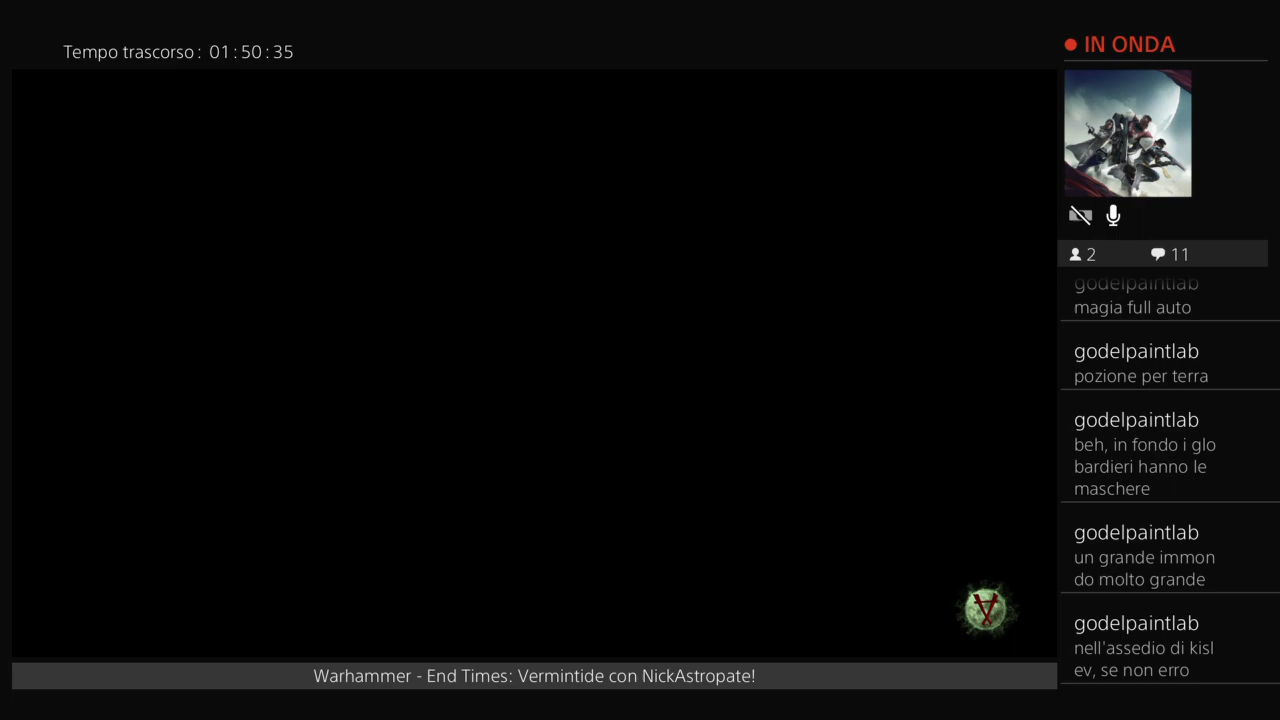 Tempo trascorso: 01:50:35
IN ONDA
2
11
godelpaintlab
magia full auto
godelpaintlab
pozione per terra
godelpaintlab
beh, in fondo i glo
bardieri hanno le
maschere
godelpaintlab
un grande immon
do molto grande
godelpaintlab
nell'assedio di kisl
ev, se non erro
Warhammer - End Times: Vermintide con NickAstropate!